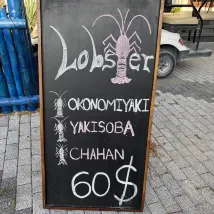 Lobster
OKONOMIYAKI
YAKISOBA
CHAHAN
60$